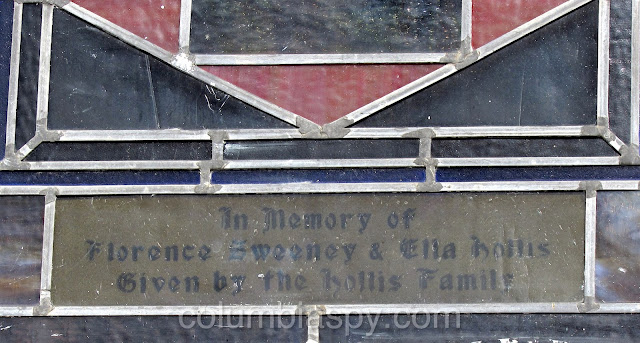 In Memory of
Florence Sweeney & Ella Hollis
Given by the Hollis Family
columbiaspy.com